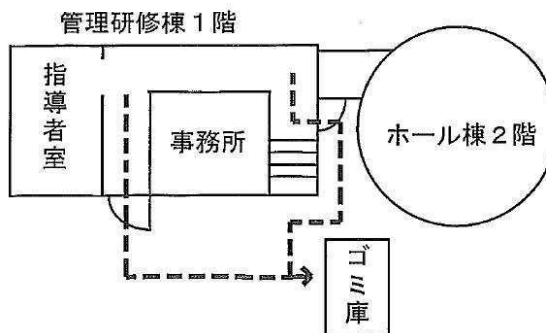 管理研修棟1階
指導者室
事務所
ホール棟2階
ゴミ庫